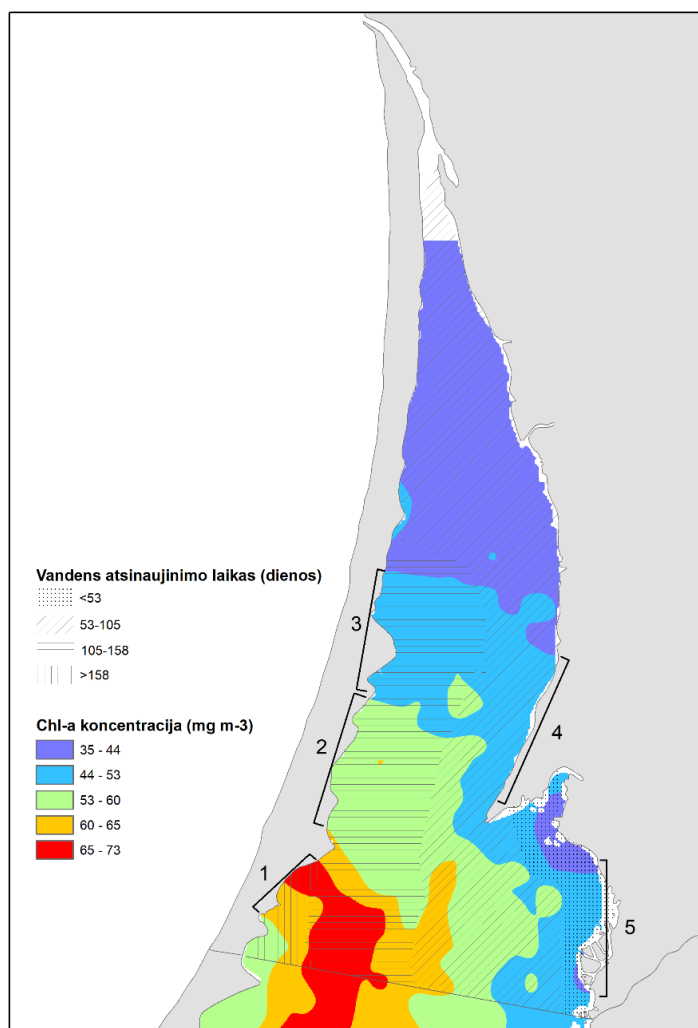 Vandens atsinaujinimo laikas (dienos)
<53
53-105
105-158
>158
Chl-a koncentracija (mg m-3)
35 - 44
44 - 53
53 - 60
60 - 65
65 - 73
3
2
4
1
5